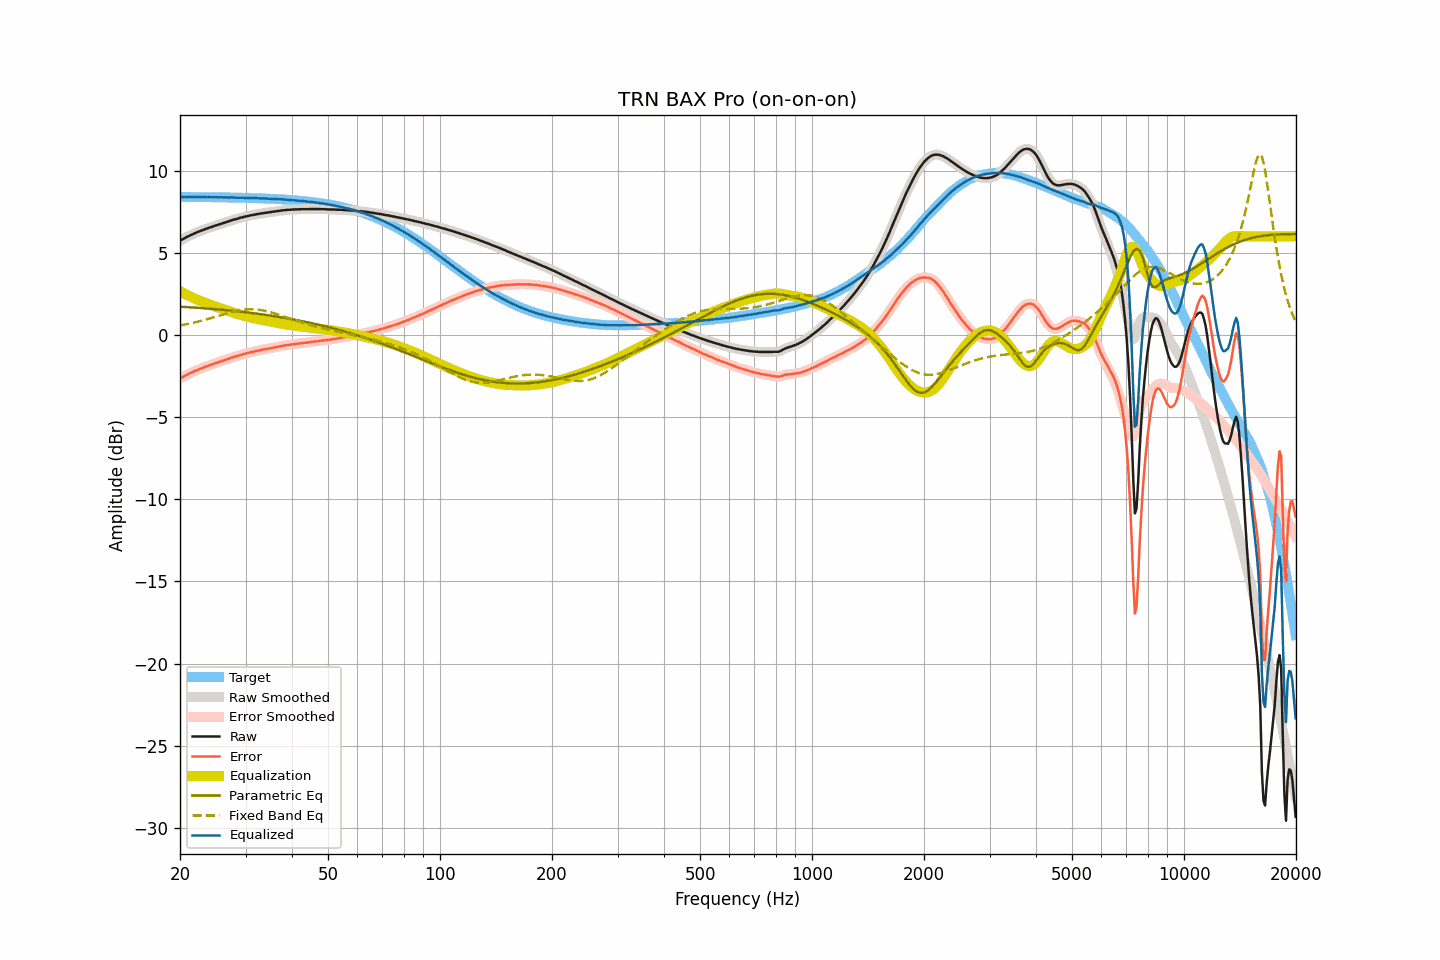 TRN BAX Pro (on-on-on)
Amplitude (dBr)
10
5
0
−5
−10
−15
−20
−25
−30
Target
Raw Smoothed
Error Smoothed
Raw
Error
Equalization
Parametric Eq
Fixed Band Eq
Equalized
20 50 100 200 500 1000 2000 5000 10000 20000
Frequency (Hz)